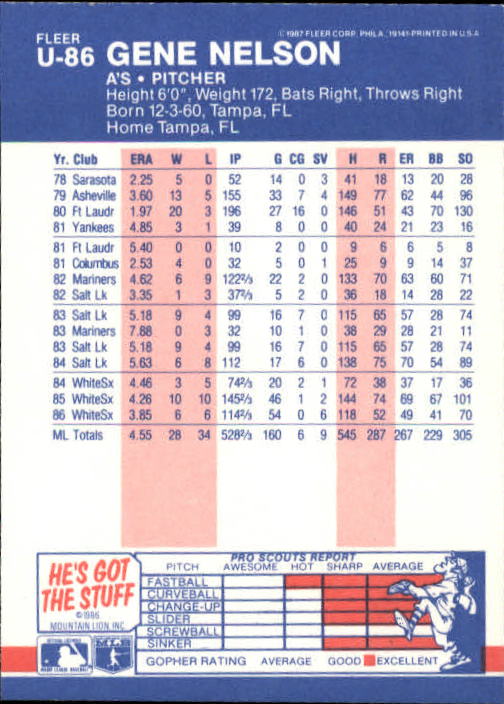 FLEER
© 1987 FLEER CORP. PHILA., 19141-PRINTED IN U.S.A
U-86 GENE NELSON
A'S • PITCHER
Height 6'0", Weight 172, Bats Right, Throws Right
Born 12-3-60, Tampa, FL
Home Tampa, FL
Yr. Club ERA W L IP G CG SV H R ER BB SO
78 Sarasota 2.25 5 0 52 14 0 3 41 18 13 20 28
79 Asheville 3.60 13 5 155 33 7 4 149 77 62 44 96
80 Ft Laudr 1.97 20 3 196 27 16 0 146 51 43 70 130
81 Yankees 4.85 3 1 39 8 0 0 40 24 21 23 16
81 Ft Laudr 5.40 0 0 10 2 0 0 9 6 6 5 8
81 Columbus 2.53 4 0 32 5 0 1 25 9 9 14 37
82 Mariners 4.62 6 9 122⅔ 22 2 0 133 70 63 60 71
82 Salt Lk 3.35 1 3 37⅔ 5 2 0 36 18 14 28 22
83 Salt Lk 5.18 9 4 99 16 7 0 115 65 57 28 74
83 Mariners 7.88 0 3 32 10 1 0 38 29 28 21 11
83 Salt Lk 5.18 9 4 99 16 7 0 115 65 57 28 74
84 Salt Lk 5.63 6 8 112 17 6 0 138 75 70 54 89
84 WhiteSx 4.46 3 5 74⅔ 20 2 1 72 38 37 17 36
85 WhiteSx 4.26 10 10 145⅔ 46 1 2 144 74 69 67 101
86 WhiteSx 3.85 6 6 114⅔ 54 0 6 118 52 49 41 70
ML Totals 4.55 28 34 528⅔ 160 6 9 545 287 267 229 305
HE'S GOT
THE STUFF
© 1986
MOUNTAIN LION, INC.
PRO SCOUTS REPORT
PITCH AWESOME HOT SHARP AVERAGE
FASTBALL
CURVEBALL
CHANGE-UP
SLIDER
SCREWBALL
SINKER
GOPHER RATING AVERAGE GOOD EXCELLENT
MAJOR LEAGUE BASEBALL
MLB